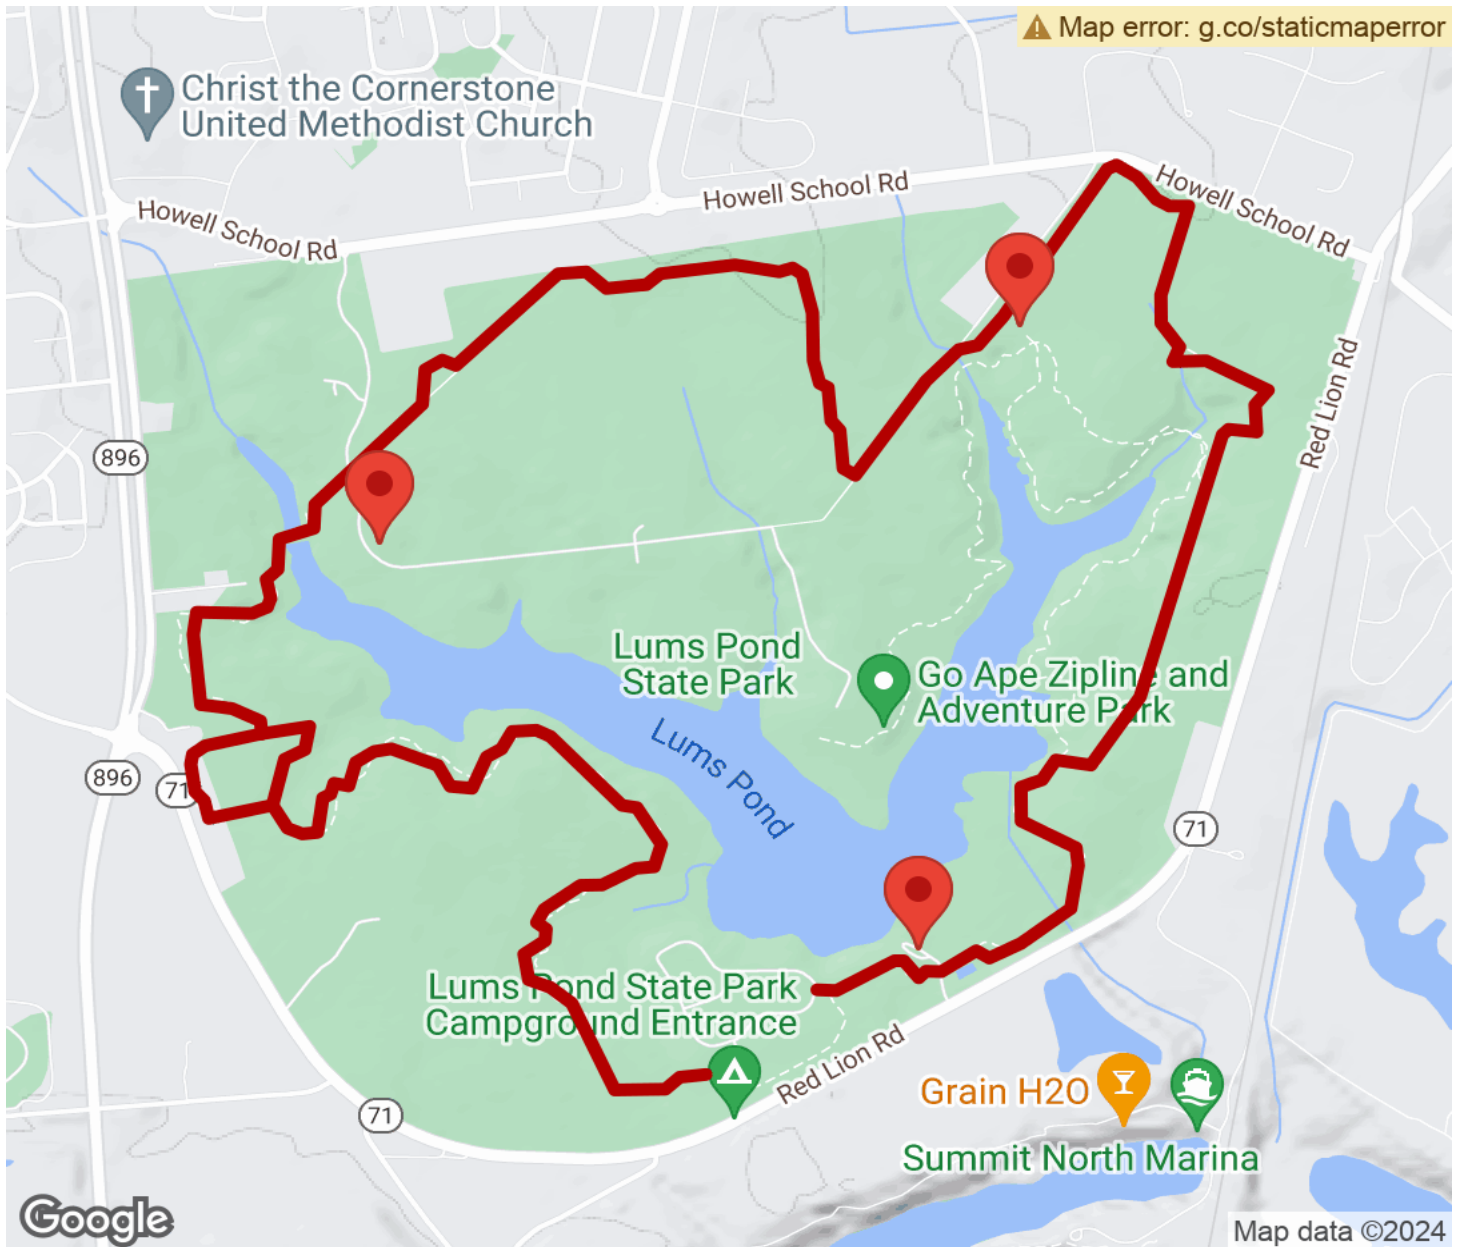 Map error: g.co/staticmaperror
Christ the Cornerstone
United Methodist Church
Howell School Rd
Howell School Rd
Howell School Rd
Red Lion Rd
896
Lums Pond
State Park
Go Ape Zipline and
Adventure Park
Lums Pond
896
71
71
Lums Pond State Park
Campground Entrance
Red Lion Rd
Grain H2O
71
Summit North Marina
Google
Map data ©2024